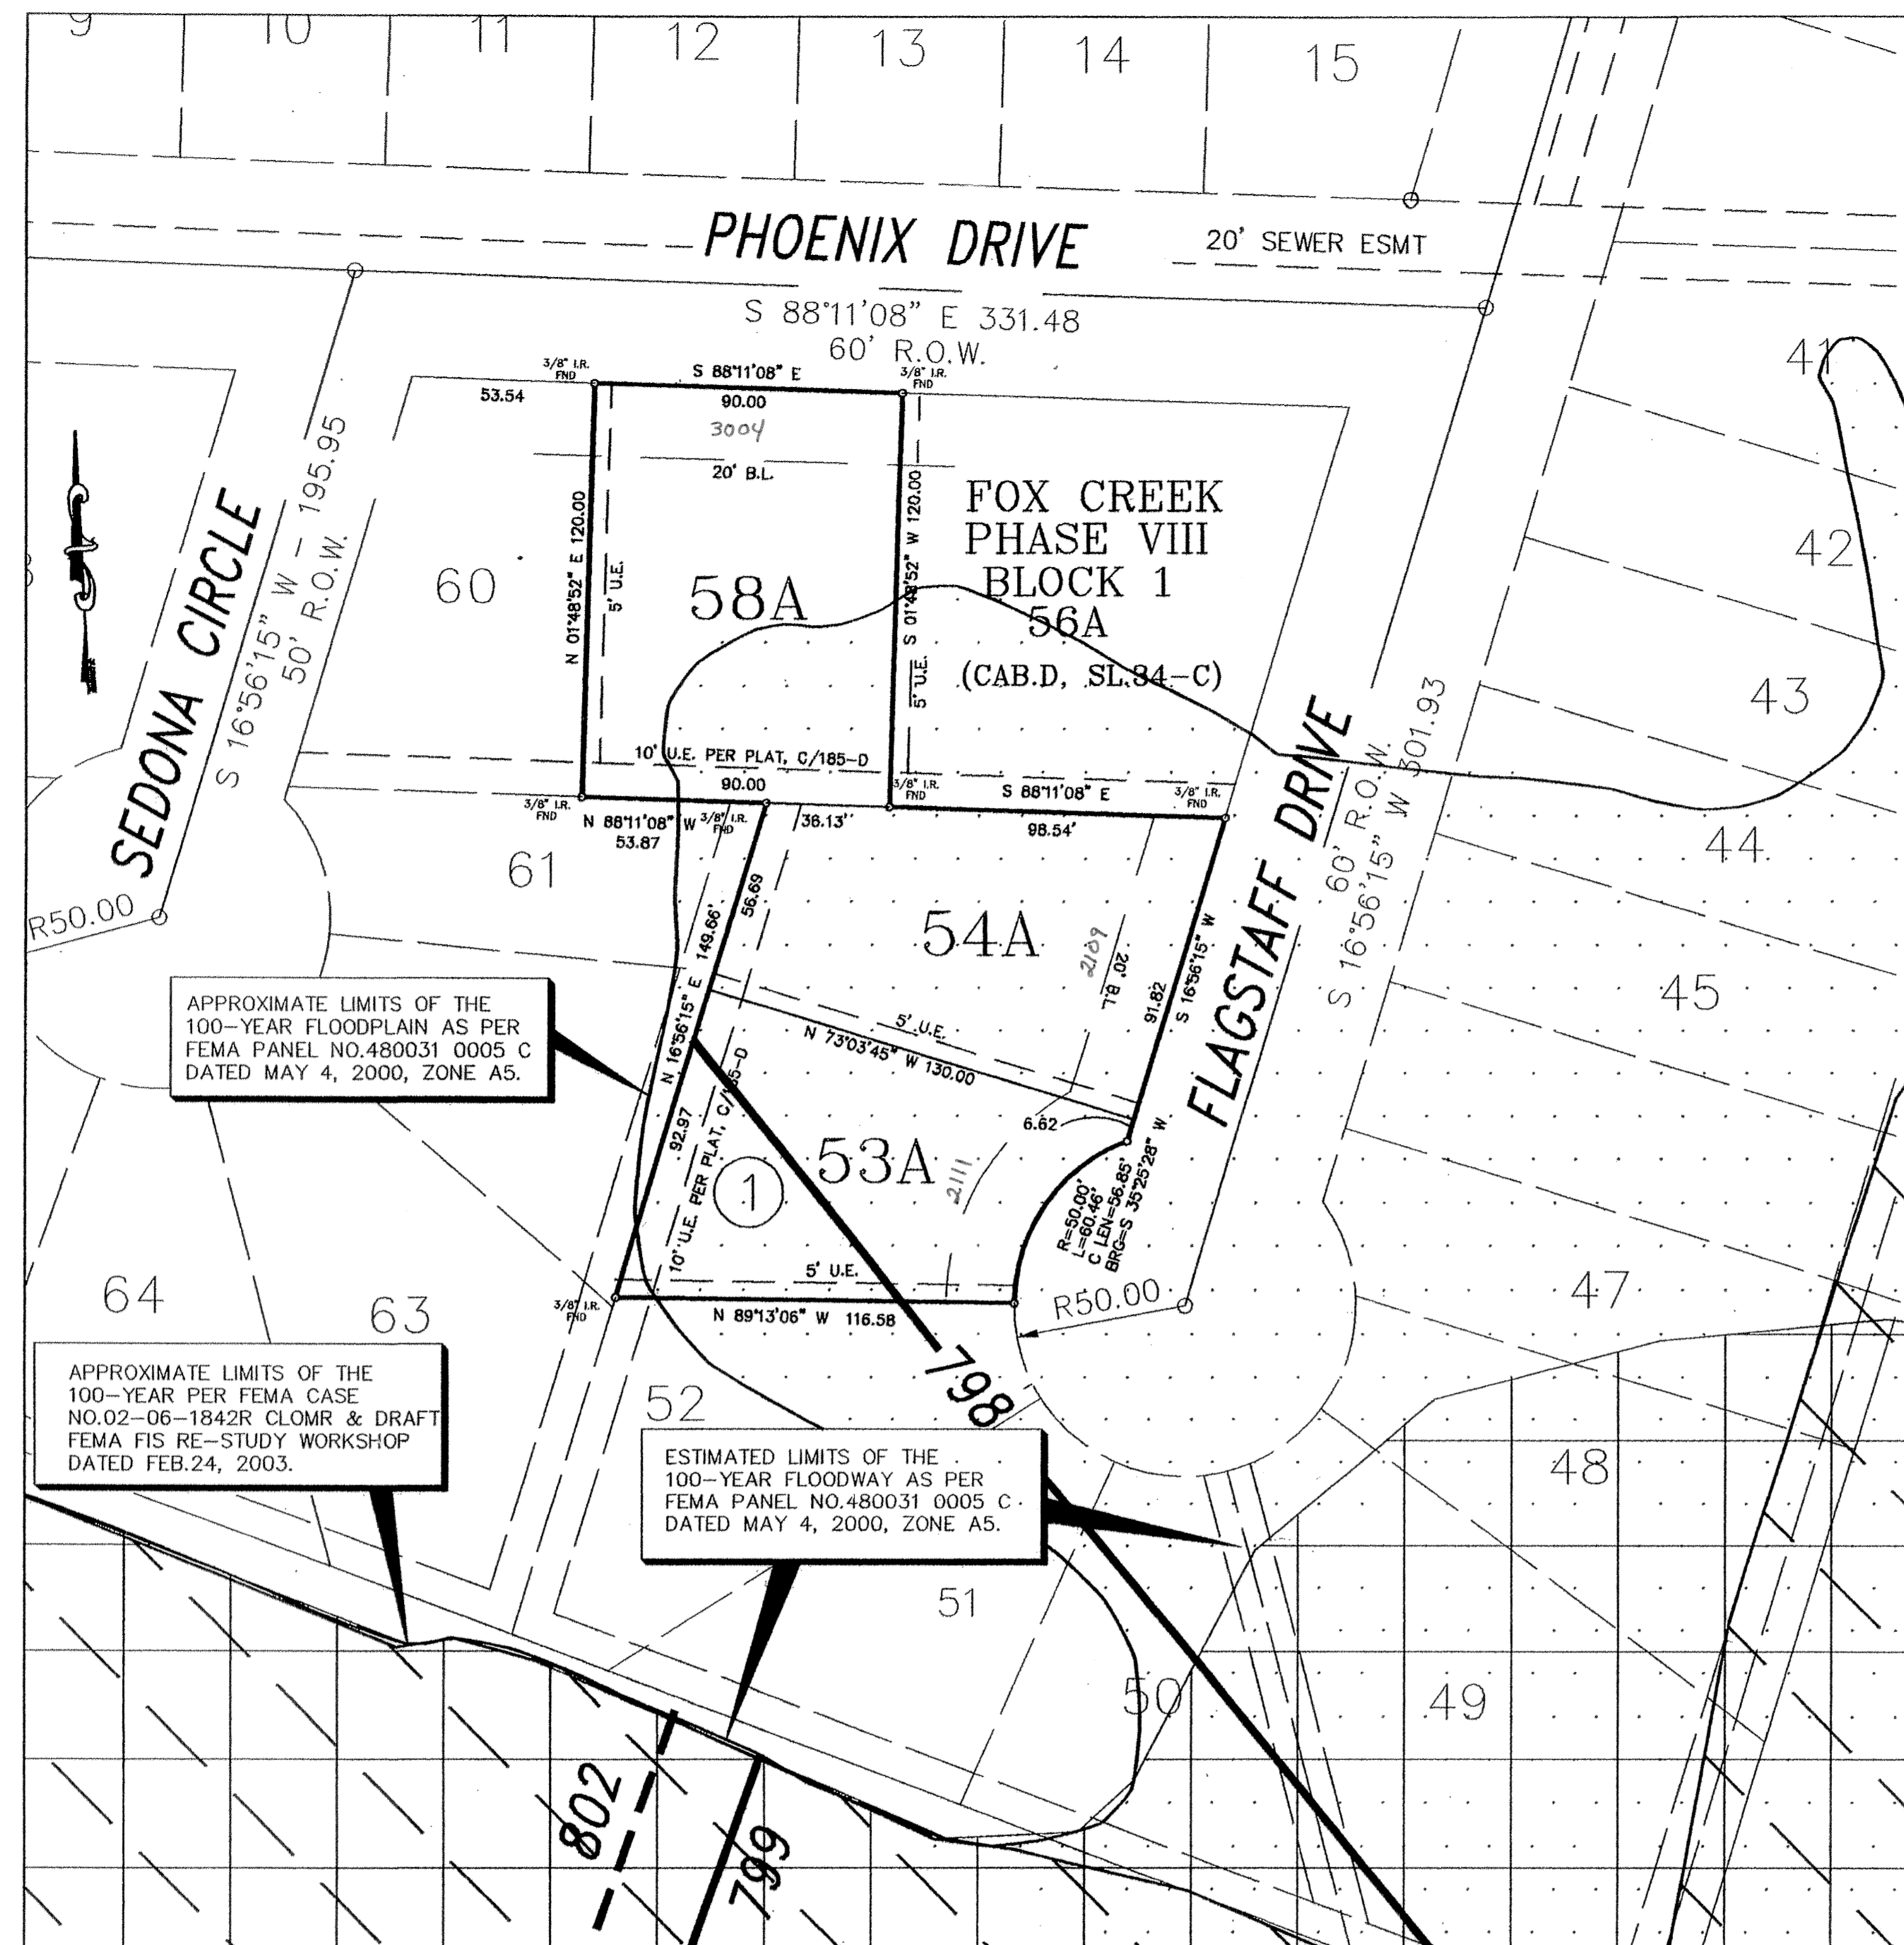 9
10
11
12
13
14
15
PHOENIX DRIVE
20' SEWER ESMT
S 88°11'08" E 331.48
60' R.O.W.
3/8" I.R.
FND
S 88°11'08" E
3/8" I.R.
FND
53.54
90.00
3004
20' B.L.
41
42
43
44
45
47
48
49
50
51
52
63
64
SEDONA CIRCLE
S 16°56'15" W - 195.95
50' R.O.W.
60
N 01°48'52" E 120.00
5' U.E.
58A
S 01°48'52" W 120.00
5' U.E.
FOX CREEK
PHASE VIII
BLOCK 1
56A
(CAB.D, SL.34-C)
10' U.E. PER PLAT, C/185-D
90.00
3/8" I.R.
FND
N 88°11'08" W
53.87
3/8" I.R.
FND
36.13'
3/8" I.R.
FND
S 88°11'08" E
98.54'
3/8" I.R.
FND
61
R50.00
FLAGSTAFF DRIVE
60' R.O.W.
S 16°56'15" W 301.93
56.69
N 16°56'15" E 149.66'
54A
2109
20' B.L
91.82
S 16°56'15" W
5' U.E.
N 73°03'45" W 130.00
6.62
92.97
10' U.E. PER PLAT, C/185-D
1
53A
2111
R=50.00'
L=60.46'
C LEN=56.85'
BRG=S 35°25'28" W
5' U.E.
3/8" I.R.
FND
N 89°13'06" W 116.58
R50.00
798
APPROXIMATE LIMITS OF THE
100-YEAR FLOODPLAIN AS PER
FEMA PANEL NO.480031 0005 C
DATED MAY 4, 2000, ZONE A5.
APPROXIMATE LIMITS OF THE
100-YEAR PER FEMA CASE
NO.02-06-1842R CLOMR & DRAFT
FEMA FIS RE-STUDY WORKSHOP
DATED FEB.24, 2003.
ESTIMATED LIMITS OF THE
100-YEAR FLOODWAY AS PER
FEMA PANEL NO.480031 0005 C
DATED MAY 4, 2000, ZONE A5.
802
799